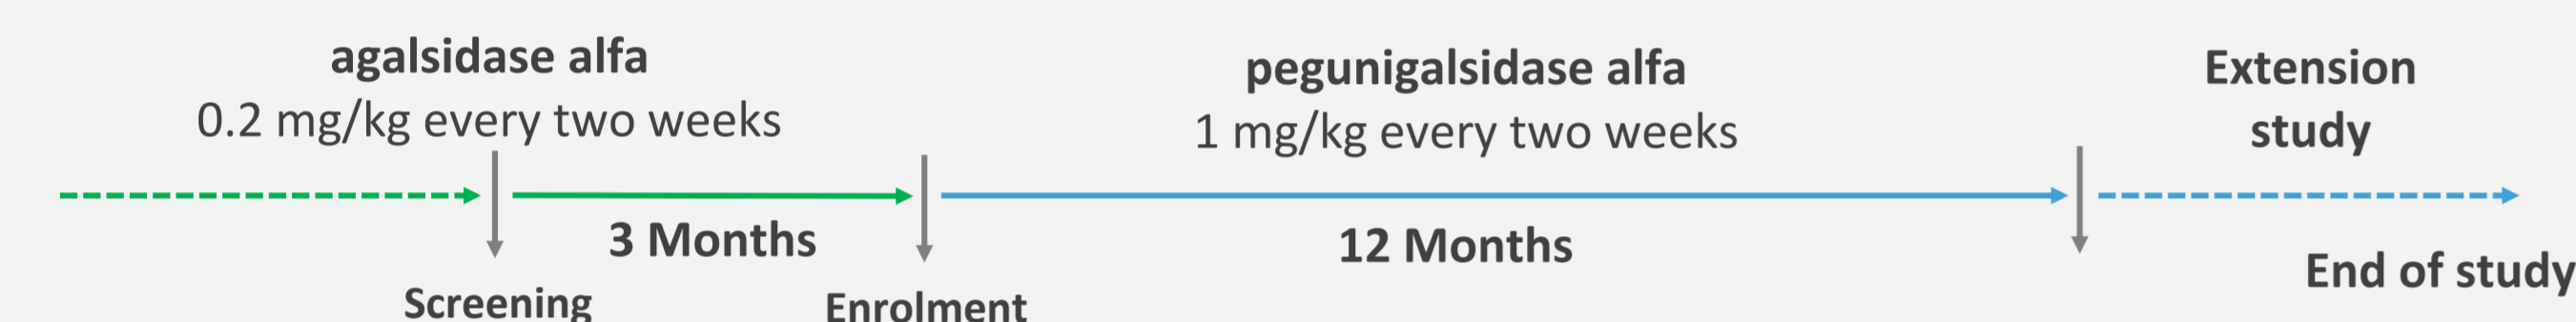 agalsidase alfa
0.2 mg/kg every two weeks
pegunigalsidase alfa
1 mg/kg every two weeks
Extension
study
3 Months
12 Months
Screening
Enrolment
End of study